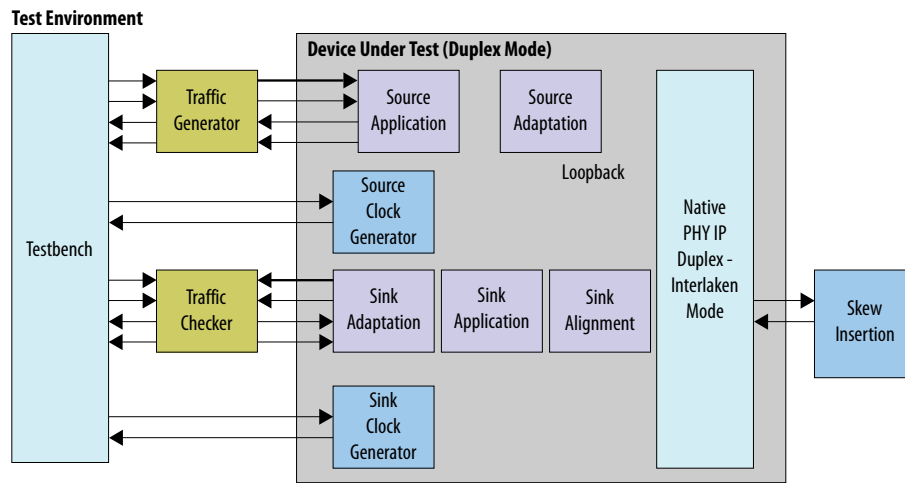 Test Environment
Device Under Test (Duplex Mode)
Testbench
Traffic
Generator
Source
Application
Source
Adaptation
Loopback
Source
Clock
Generator
Native
PHY IP
Duplex -
Interlaken
Mode
Traffic
Checker
Sink
Adaptation
Sink
Application
Sink
Alignment
Skew
Insertion
Sink
Clock
Generator